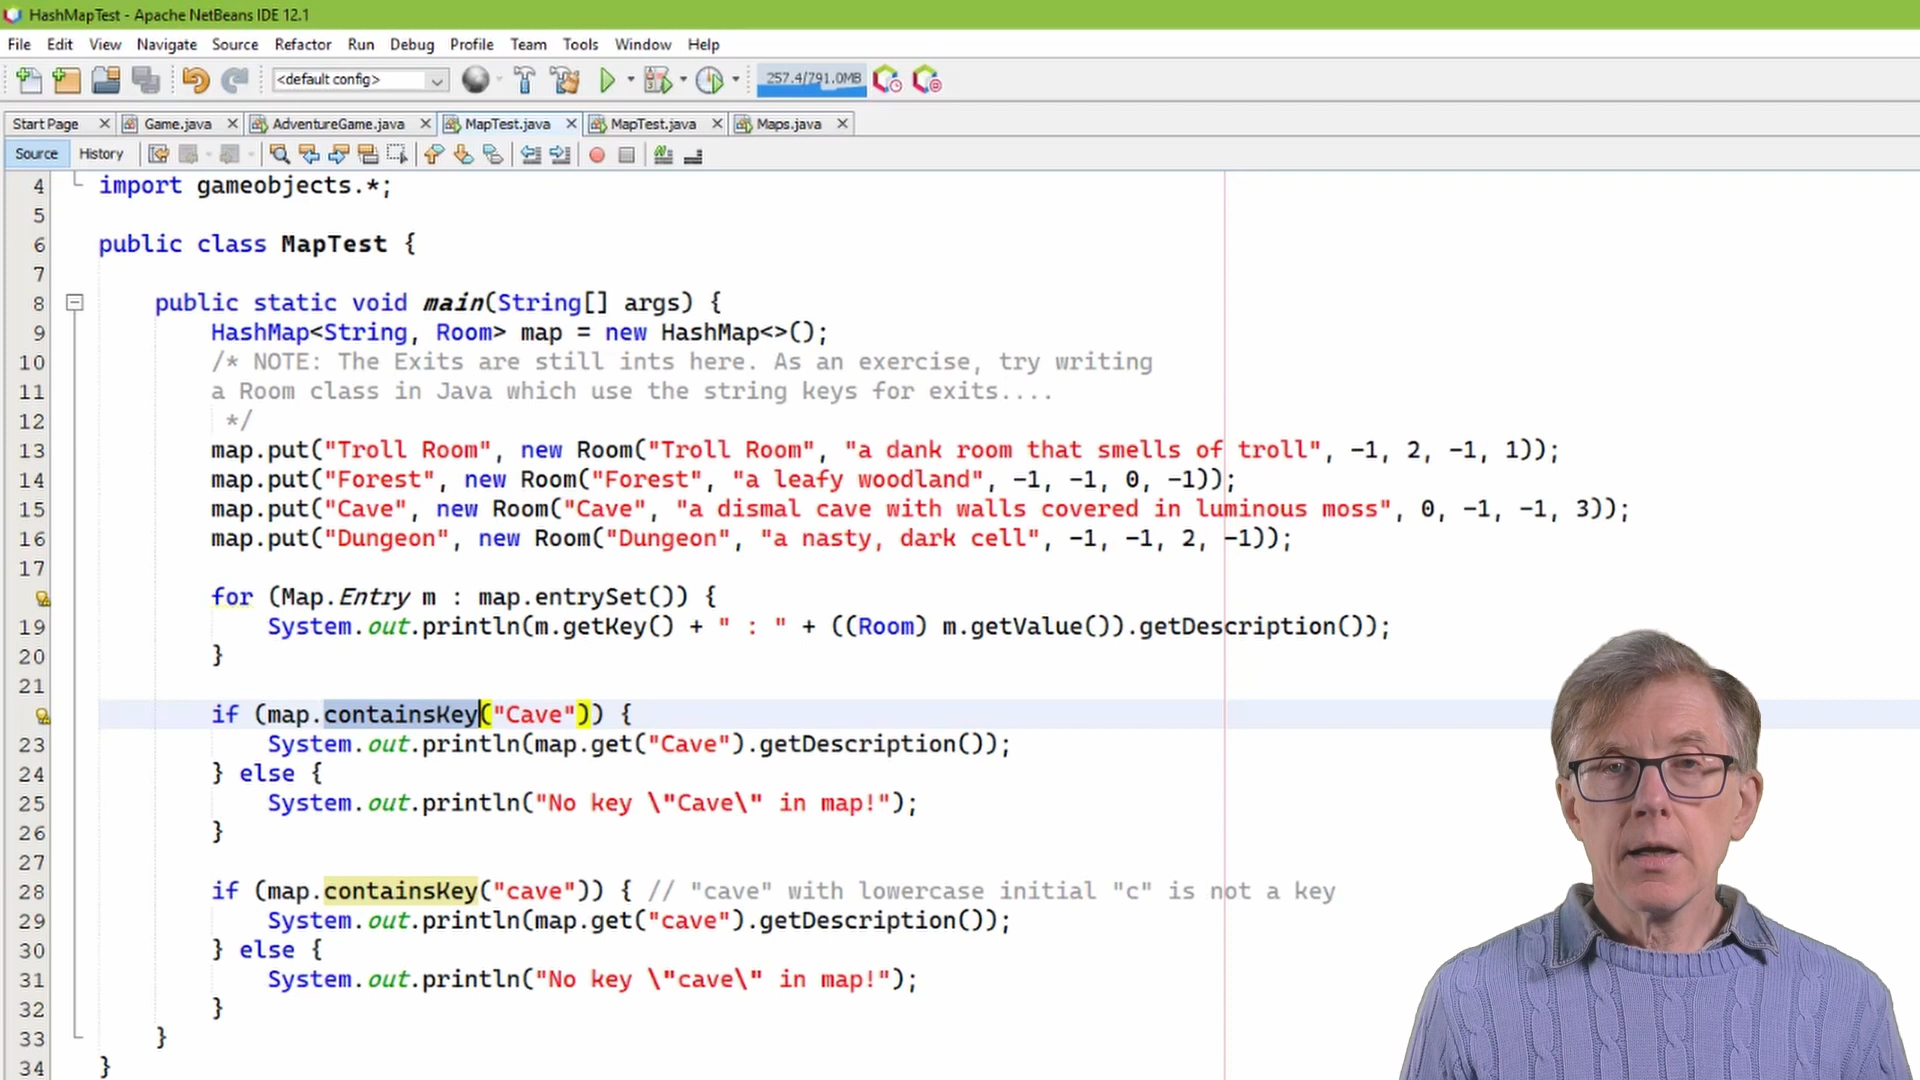 HashMapTest - Apache NetBeans IDE 12.1
File Edit View Navigate Source Refactor Run Debug Profile Team Tools Window Help
<default config> 257.4/791.0MB
Start Page Game.java AdventureGame.java MapTest.java MapTest.java Maps.java
Source History
4 import gameobjects.*;
5
6 public class MapTest {
7
8 public static void main(String[] args) {
9 HashMap<String, Room> map = new HashMap<>();
10 /* NOTE: The Exits are still ints here. As an exercise, try writing
11 a Room class in Java which use the string keys for exits....
12 */
13 map.put("Troll Room", new Room("Troll Room", "a dank room that smells of troll", -1, 2, -1, 1));
14 map.put("Forest", new Room("Forest", "a leafy woodland", -1, -1, 0, -1));
15 map.put("Cave", new Room("Cave", "a dismal cave with walls covered in luminous moss", 0, -1, -1, 3));
16 map.put("Dungeon", new Room("Dungeon", "a nasty, dark cell", -1, -1, 2, -1));
17
for (Map.Entry m : map.entrySet()) {
19 System.out.println(m.getKey() + " : " + ((Room) m.getValue()).getDescription());
20 }
21
if (map.containsKey("Cave")) {
23 System.out.println(map.get("Cave").getDescription());
24 } else {
25 System.out.println("No key \"Cave\" in map!");
26 }
27
28 if (map.containsKey("cave")) { // "cave" with lowercase initial "c" is not a key
29 System.out.println(map.get("cave").getDescription());
30 } else {
31 System.out.println("No key \"cave\" in map!");
32 }
33 }
34 }